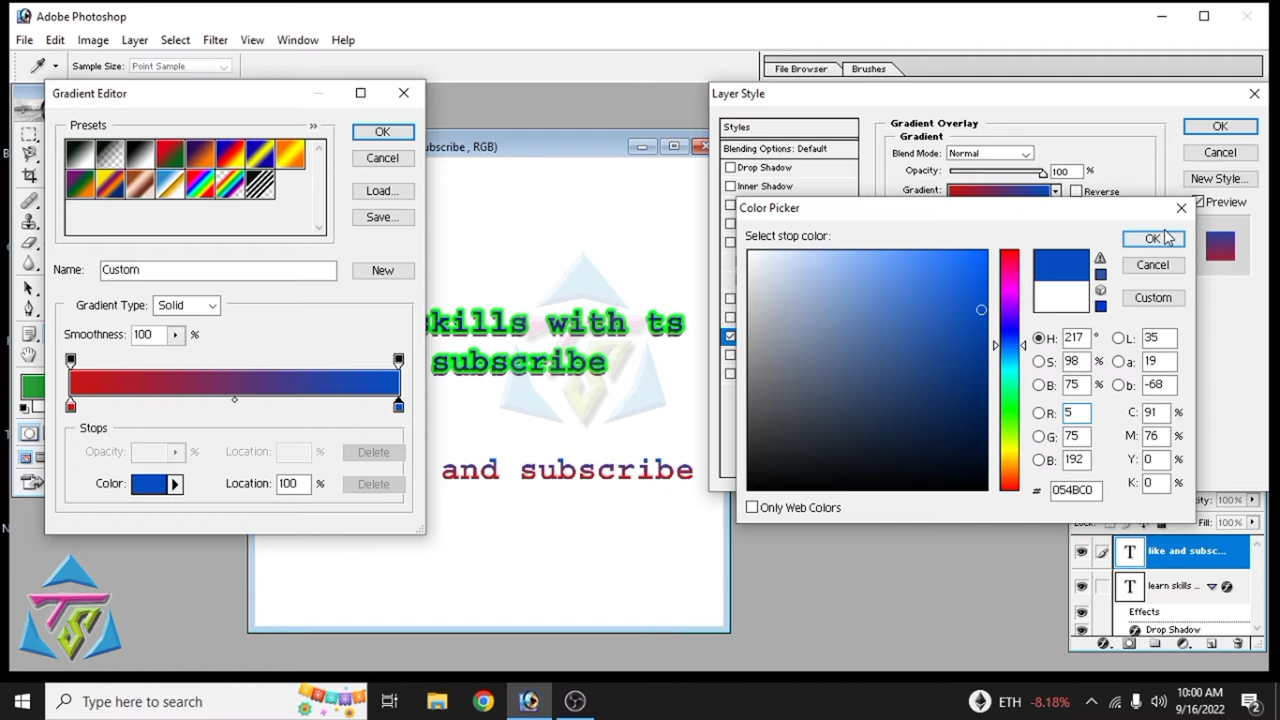 Adobe Photoshop
File Edit Image Layer Select Filter View Window Help
Sample Size: Point Sample
File Browser Brushes
Gradient Editor
Presets
OK
Cancel
Load...
Save...
Name: Custom
New
Gradient Type: Solid
Smoothness: 100 %
Stops
Opacity: % Location: % Delete
Color: Location: 100 % Delete
ubscribe , RGB)
skills with ts
subscribe
and subscribe
Layer Style
Styles
Blending Options: Default
Drop Shadow
Inner Shadow
Gradient Overlay
Gradient
Blend Mode: Normal
Opacity: 100 %
Gradient: Reverse
OK
Cancel
New Style...
Preview
Color Picker
Select stop color:
OK
Cancel
Custom
H: 217 ° L: 35
S: 98 % a: 19
B: 75 % b: -68
R: 5 C: 91 %
G: 75 M: 76 %
B: 192 Y: 0 %
# 054BC0 K: 0 %
Only Web Colors
100%
Fill: 100%
T like and subsc...
T learn skills ...
Effects
Drop Shadow
TS
Type here to search
ETH -8.18%
10:00 AM
9/16/2022
2